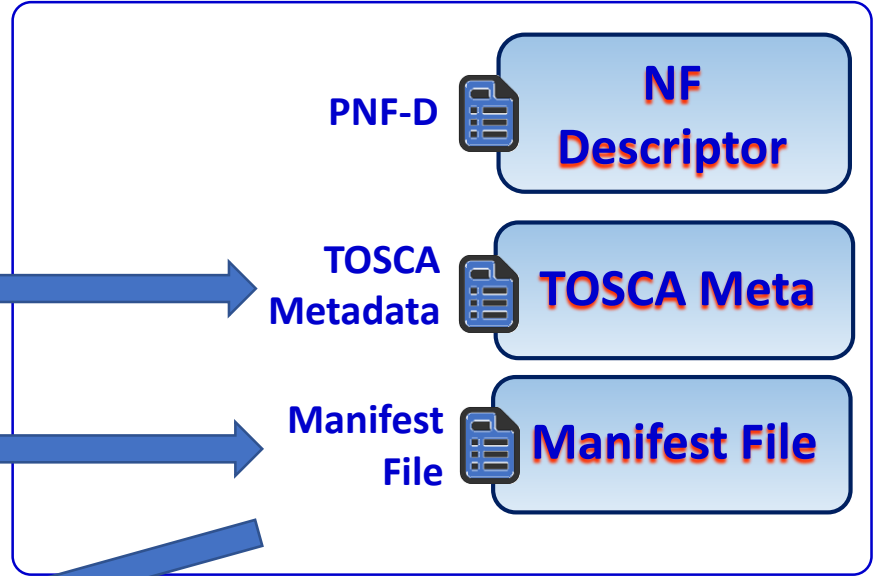 PNF-D
NF
Descriptor
TOSCA
Metadata
TOSCA Meta
Manifest
File
Manifest File